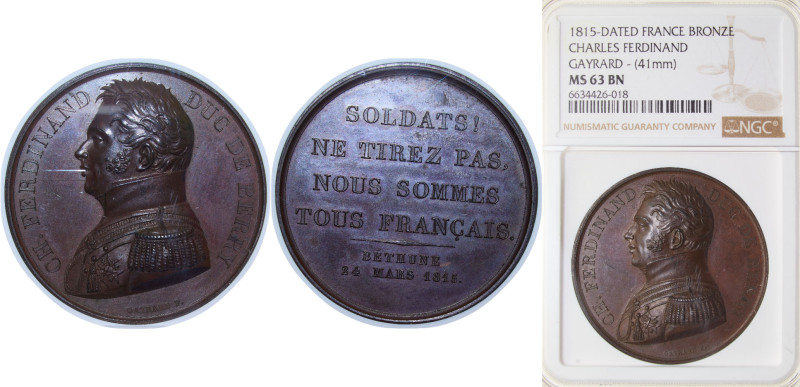 CH. FERDINAND DUC DE BERRY
GAYRARD F.
SOLDATS!
NE TIREZ PAS,
NOUS SOMMES
TOUS FRANÇAIS.
BETHUNE
24 MARS 1815.
1815-DATED FRANCE BRONZE
CHARLES FERDINAND
GAYRARD - (41mm)
MS 63 BN
6634426-018
NUMISMATIC GUARANTY COMPANY NGC
CH. FERDINAND